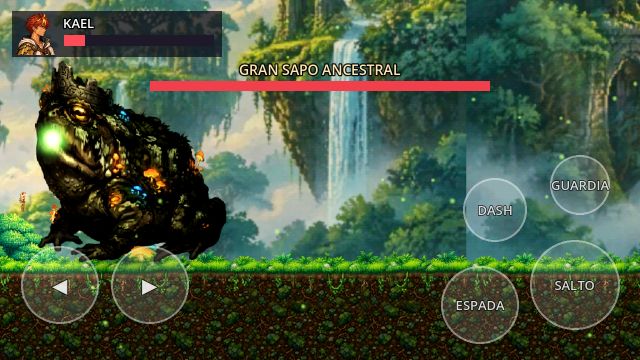 KAEL
GRAN SAPO ANCESTRAL
GUARDIA
DASH
SALTO
ESPADA